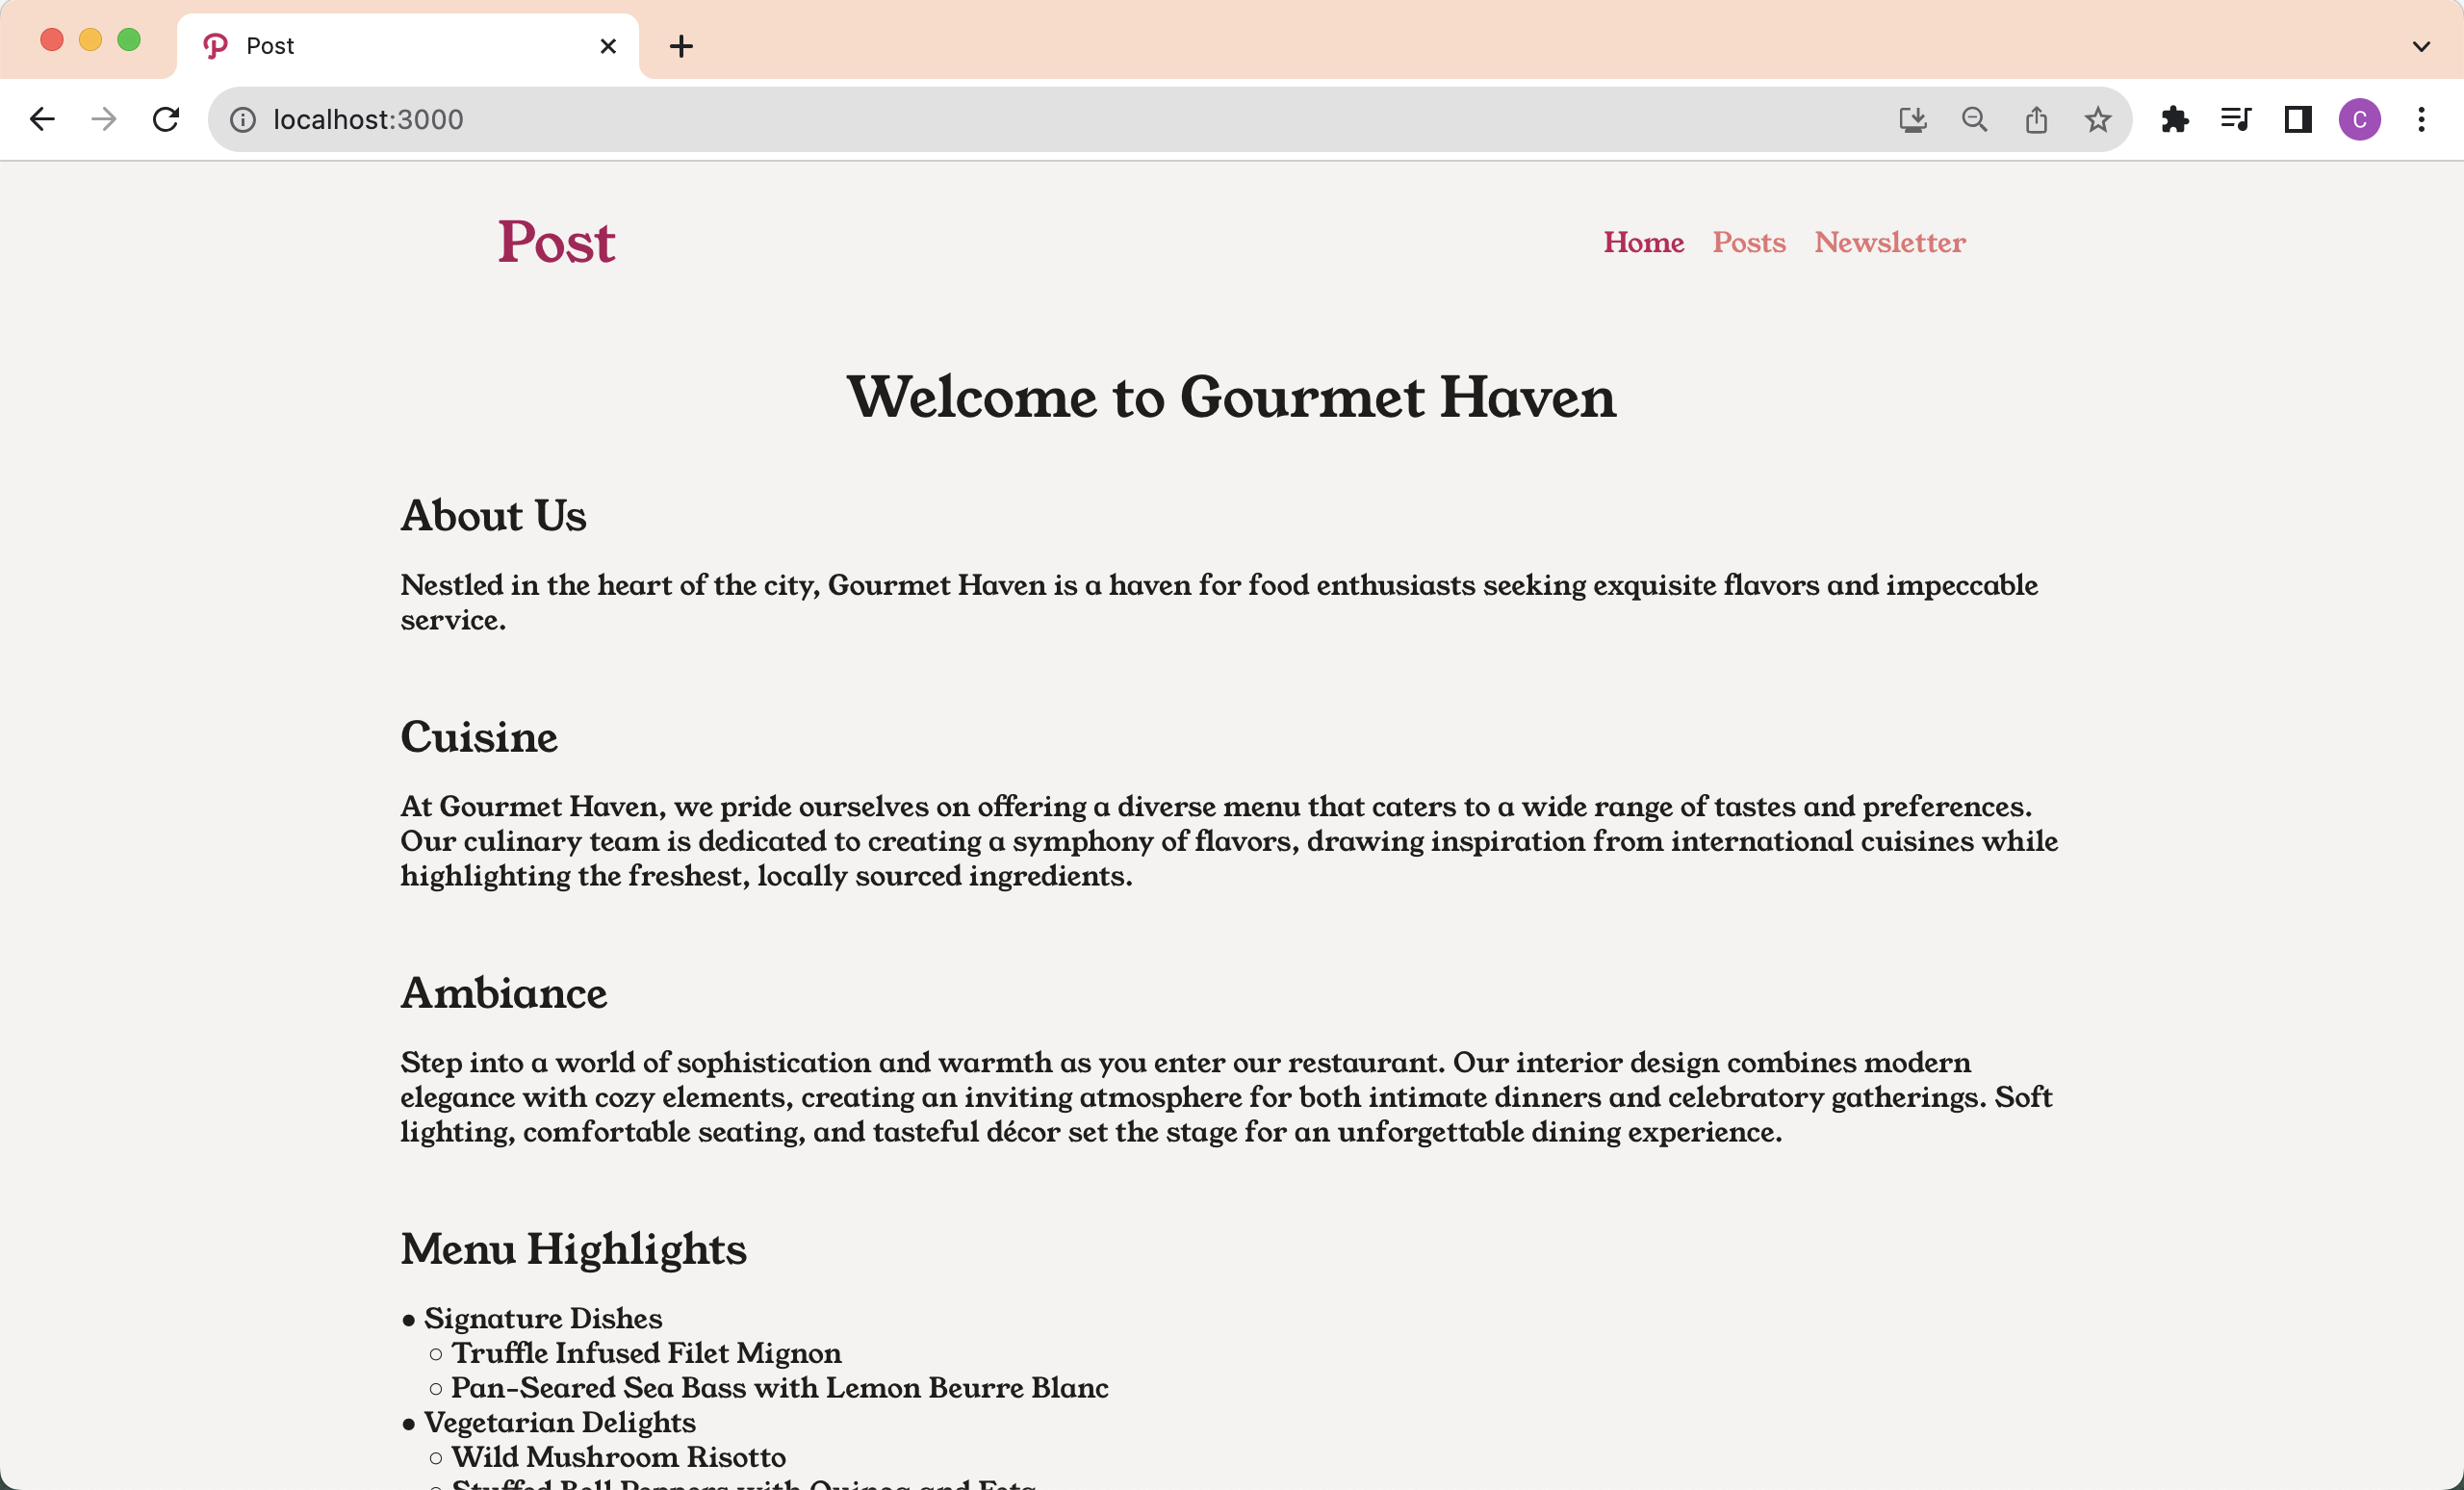 Post
localhost:3000
C
Post
Home Posts Newsletter
Welcome to Gourmet Haven
About Us
Nestled in the heart of the city, Gourmet Haven is a haven for food enthusiasts seeking exquisite flavors and impeccable
service.
Cuisine
At Gourmet Haven, we pride ourselves on offering a diverse menu that caters to a wide range of tastes and preferences.
Our culinary team is dedicated to creating a symphony of flavors, drawing inspiration from international cuisines while
highlighting the freshest, locally sourced ingredients.
Ambiance
Step into a world of sophistication and warmth as you enter our restaurant. Our interior design combines modern
elegance with cozy elements, creating an inviting atmosphere for both intimate dinners and celebratory gatherings. Soft
lighting, comfortable seating, and tasteful décor set the stage for an unforgettable dining experience.
Menu Highlights
● Signature Dishes
○ Truffle Infused Filet Mignon
○ Pan-Seared Sea Bass with Lemon Beurre Blanc
● Vegetarian Delights
○ Wild Mushroom Risotto
○ Stuffed Bell Peppers with Quinoa and Feta